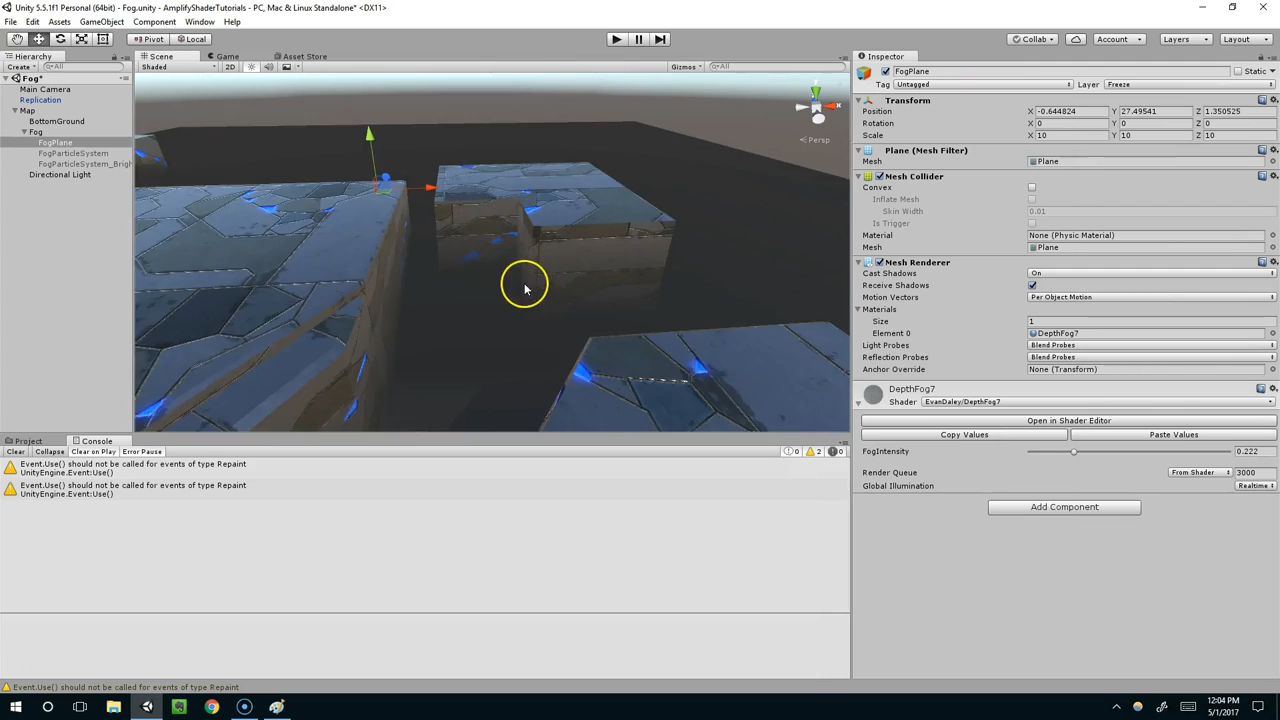 Unity 5.5.1f1 Personal (64bit) - Fog.unity - AmplifyShaderTutorials - PC, Mac & Linux Standalone* <DX11>
File Edit Assets GameObject Component Window Help
Pivot Local Collab Account Layers Layout
Hierarchy Scene Game Asset Store Inspector
Create All Shaded 2D Gizmos All
Fog*
Main Camera
Replication
Map
BottomGround
Fog
FogPlane
FogParticleSystem
FogParticleSystem_Brigh
Directional Light
y
x
Persp
FogPlane Static
Tag Untagged Layer Freeze
Transform
Position X -0.644824 Y 27.49541 Z 1.350525
Rotation X 0 Y 0 Z 0
Scale X 10 Y 10 Z 10
Plane (Mesh Filter)
Mesh Plane
Mesh Collider
Convex
Inflate Mesh
Skin Width 0.01
Is Trigger
Material None (Physic Material)
Mesh Plane
Mesh Renderer
Cast Shadows On
Receive Shadows
Motion Vectors Per Object Motion
Materials
Size 1
Element 0 DepthFog7
Light Probes Blend Probes
Reflection Probes Blend Probes
Anchor Override None (Transform)
DepthFog7
Shader EvanDaley/DepthFog7
Open in Shader Editor
Copy Values Paste Values
FogIntensity 0.222
Render Queue From Shader 3000
Global Illumination Realtime
Add Component
Project Console
Clear Collapse Clear on Play Error Pause 0 2 0
Event.Use() should not be called for events of type Repaint
UnityEngine.Event:Use()
Event.Use() should not be called for events of type Repaint
UnityEngine.Event:Use()
Event.Use() should not be called for events of type Repaint
12:04 PM
5/1/2017